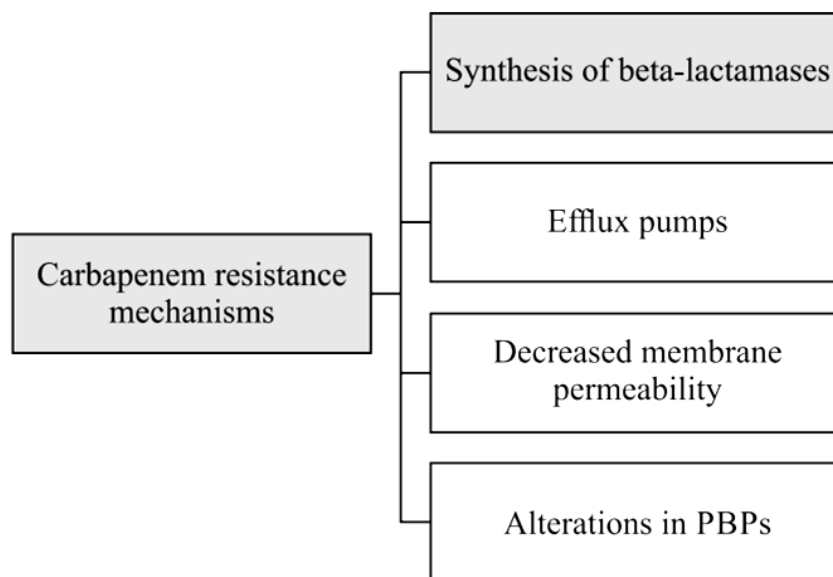 Synthesis of beta-lactamases
Efflux pumps
Carbapenem resistance
mechanisms
Decreased membrane
permeability
Alterations in PBPs